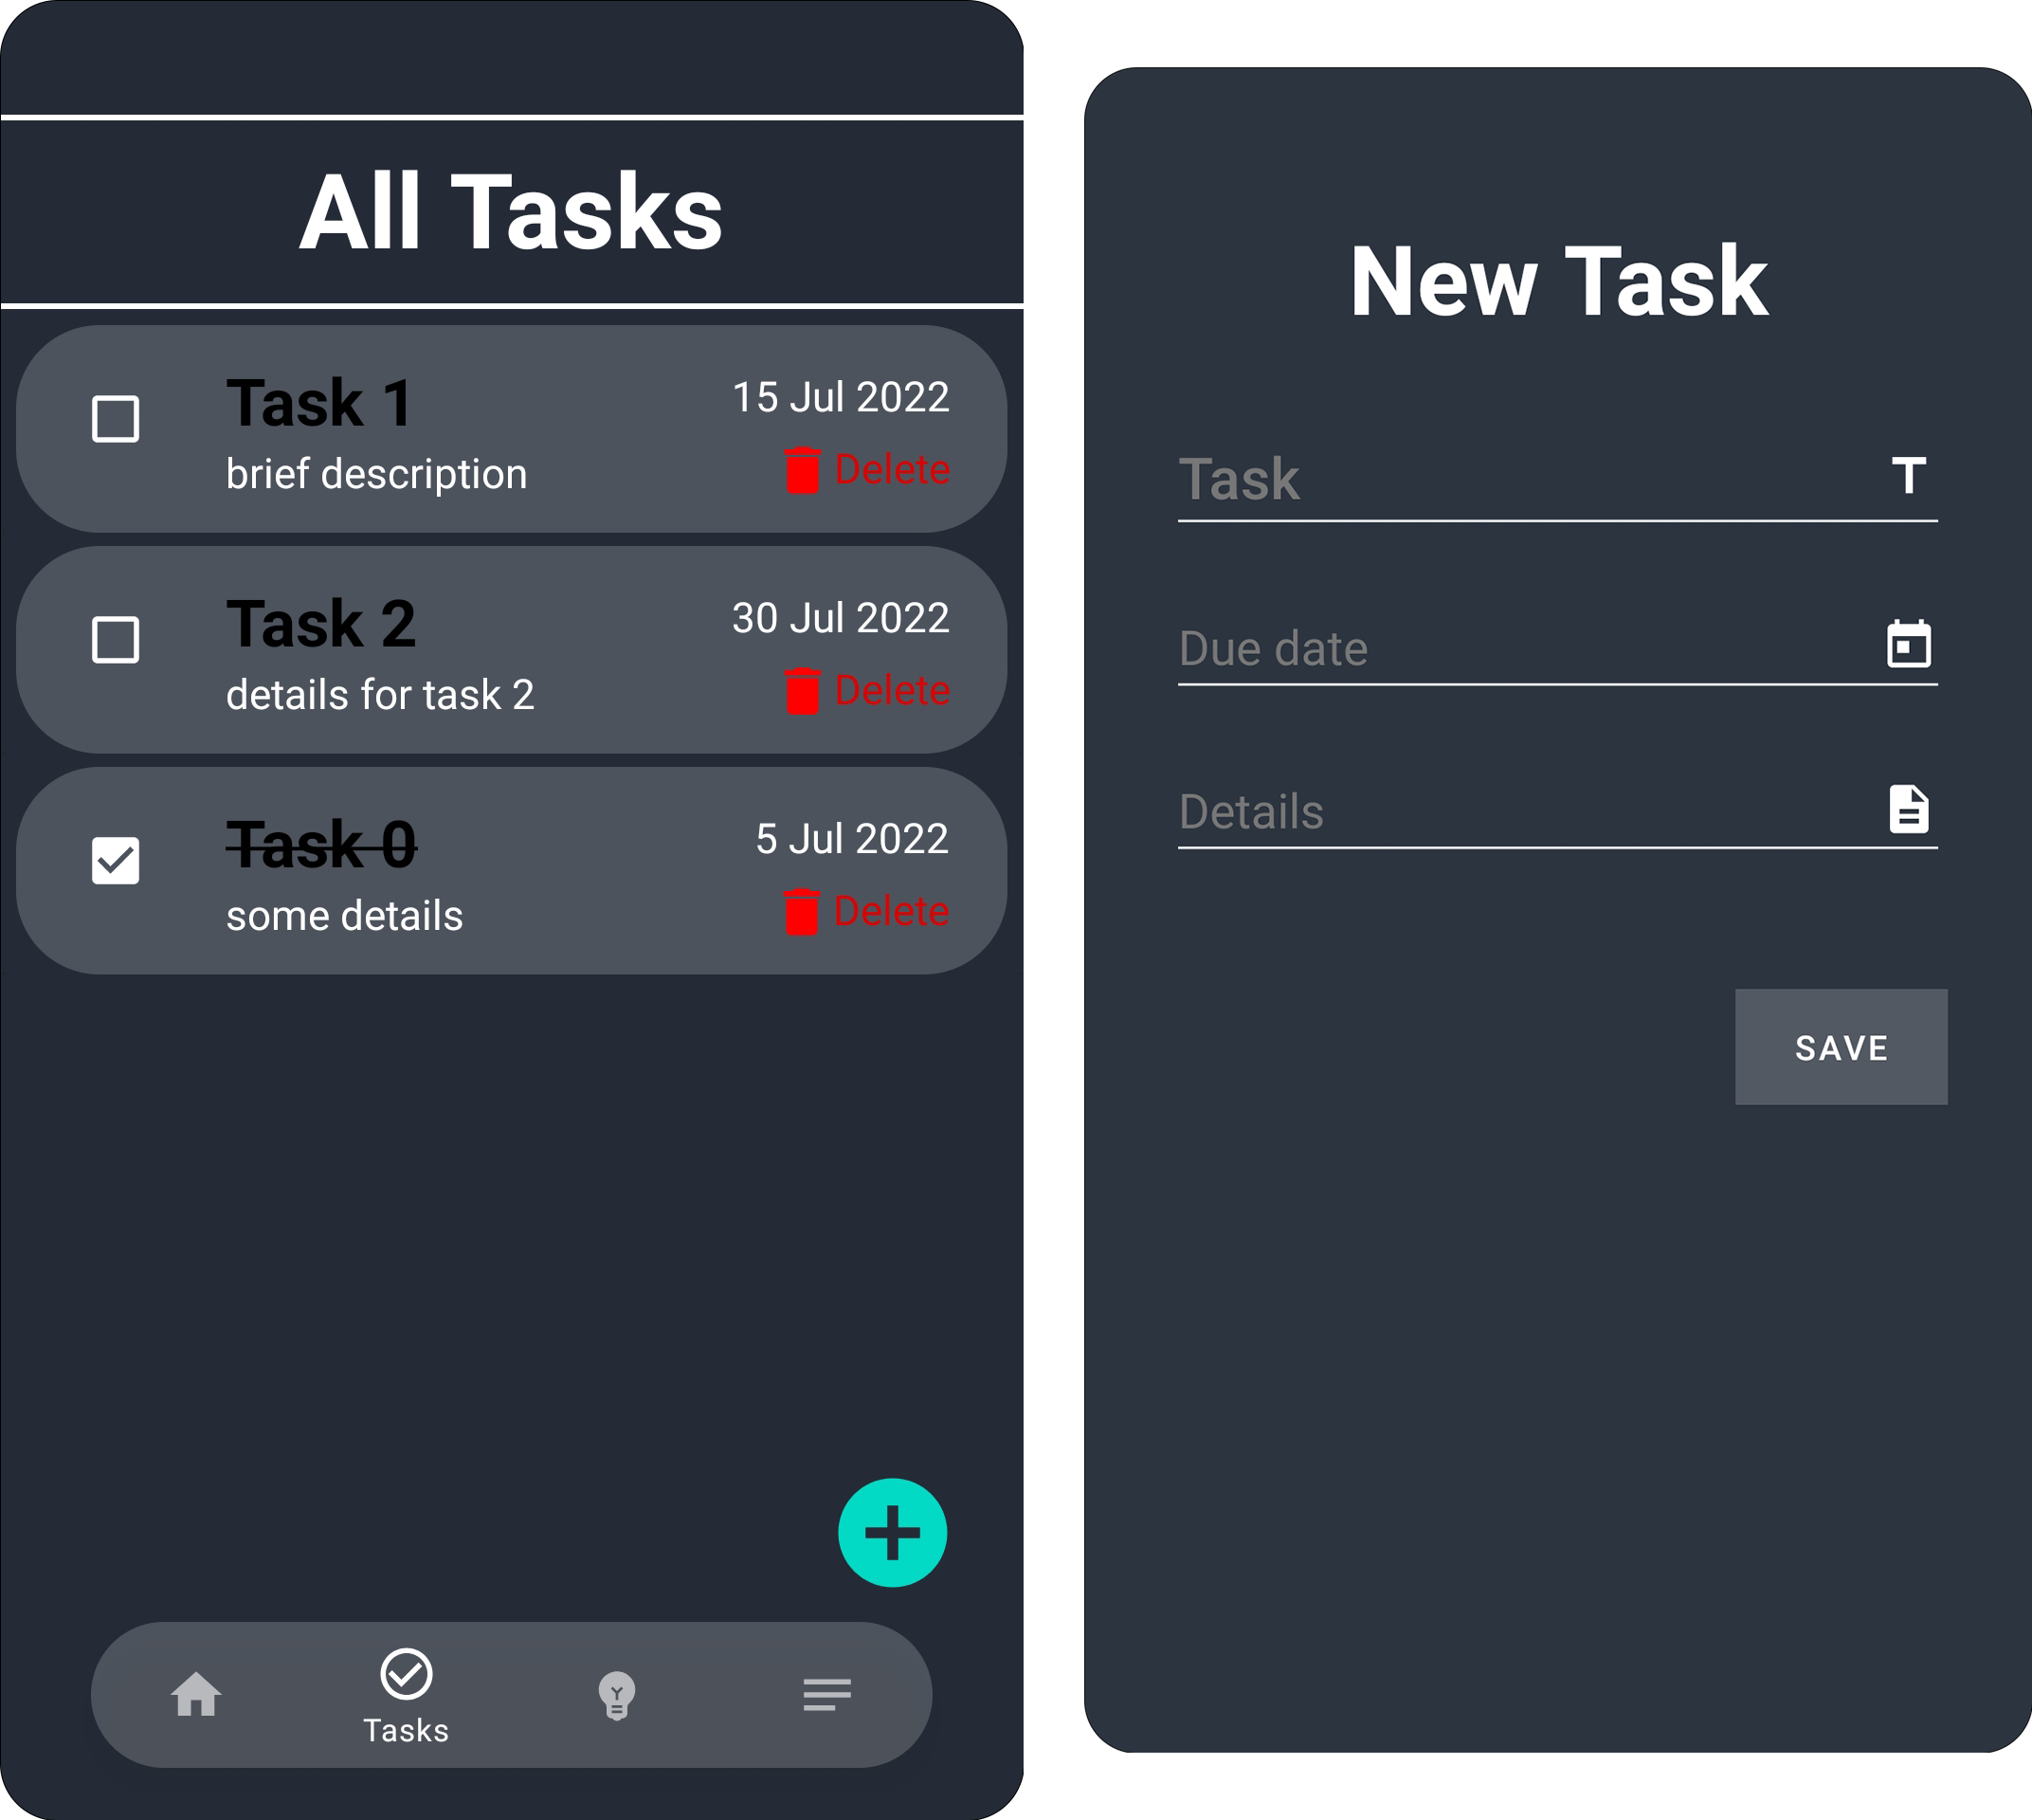 All Tasks
Task 1
15 Jul 2022
brief description
Delete
Task 2
30 Jul 2022
details for task 2
Delete
Task 0
5 Jul 2022
some details
Delete
Tasks
New Task
Task
T
Due date
Details
SAVE